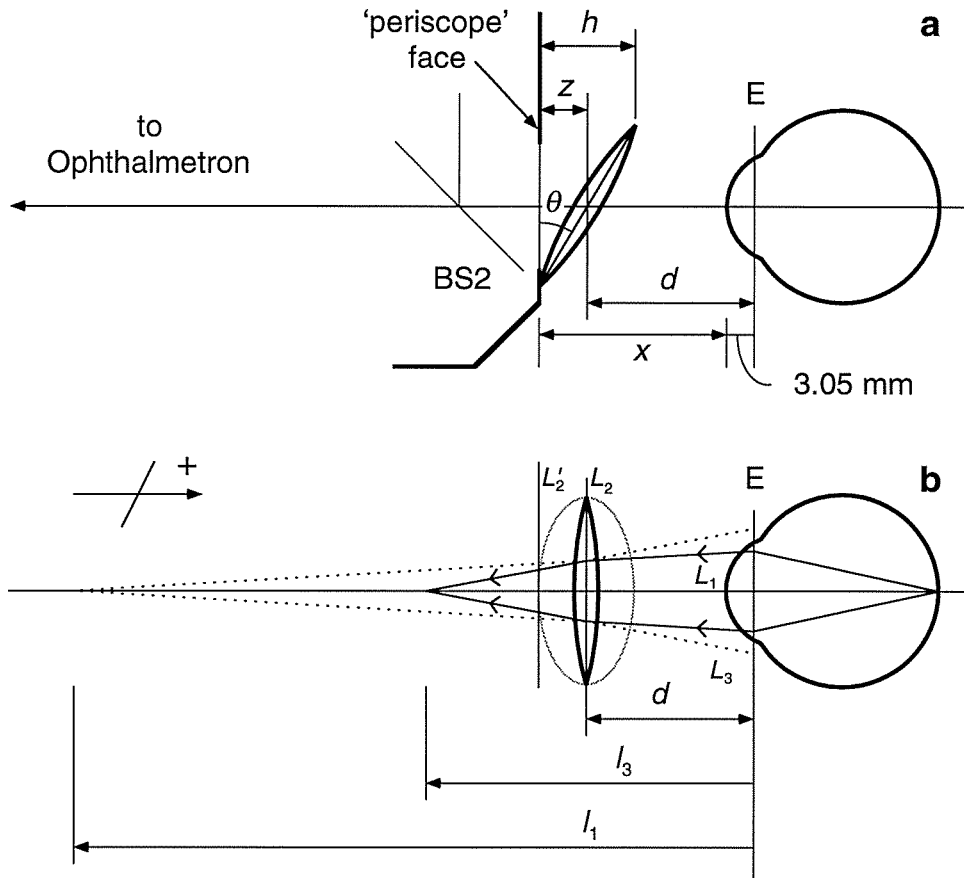 'periscope'
face
h
a
z
E
to
Ophthalmetron
θ
BS2
d
x
3.05 mm
+
L′₂
L₂
E
b
L₁
L₃
d
l₃
l₁